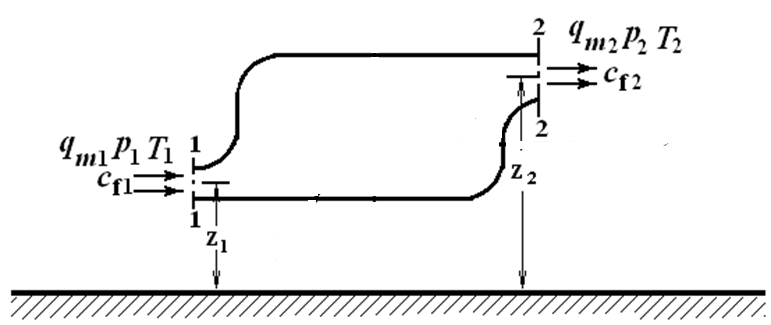 2
q_{m2} p_2 T_2
c_{f2}
2
q_{m1} p_1 T_1
1
c_{f1}
1
z_1
z_2